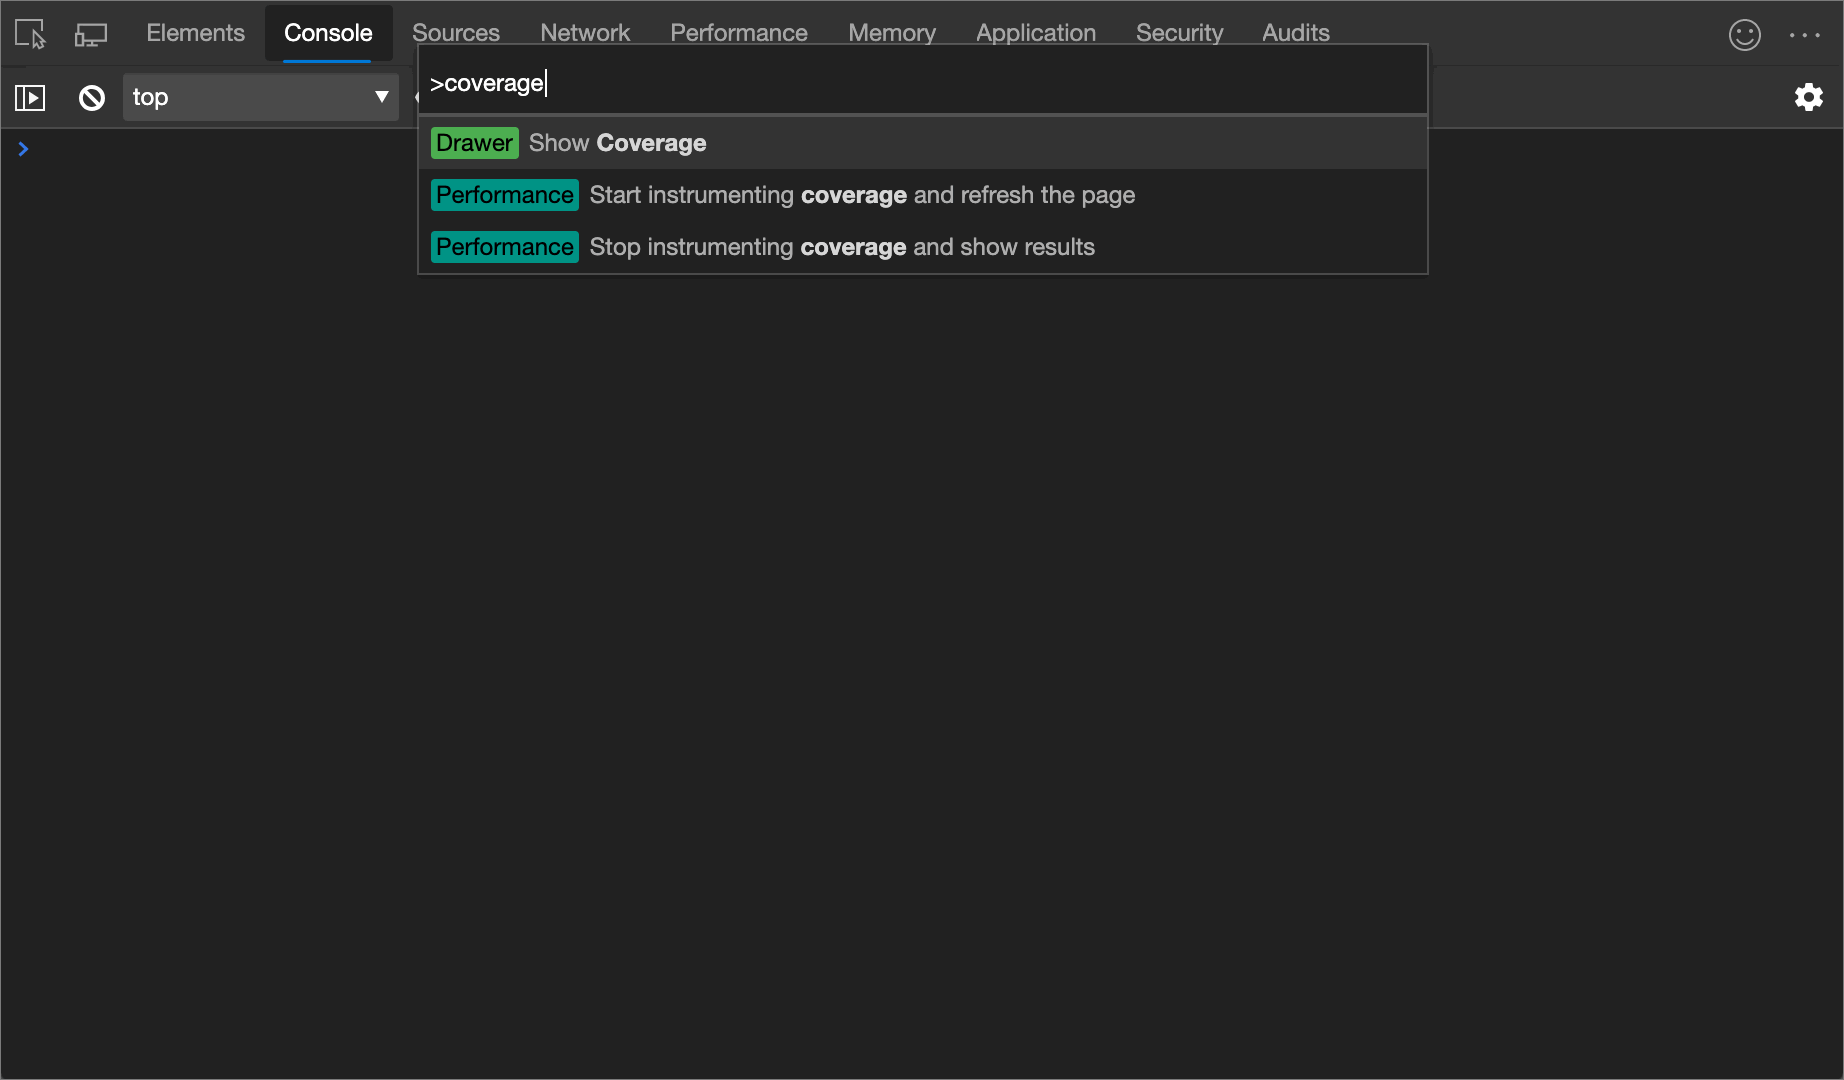 Elements Console Sources Network Performance Memory Application Security Audits
top
>coverage
Drawer Show Coverage
Performance Start instrumenting coverage and refresh the page
Performance Stop instrumenting coverage and show results